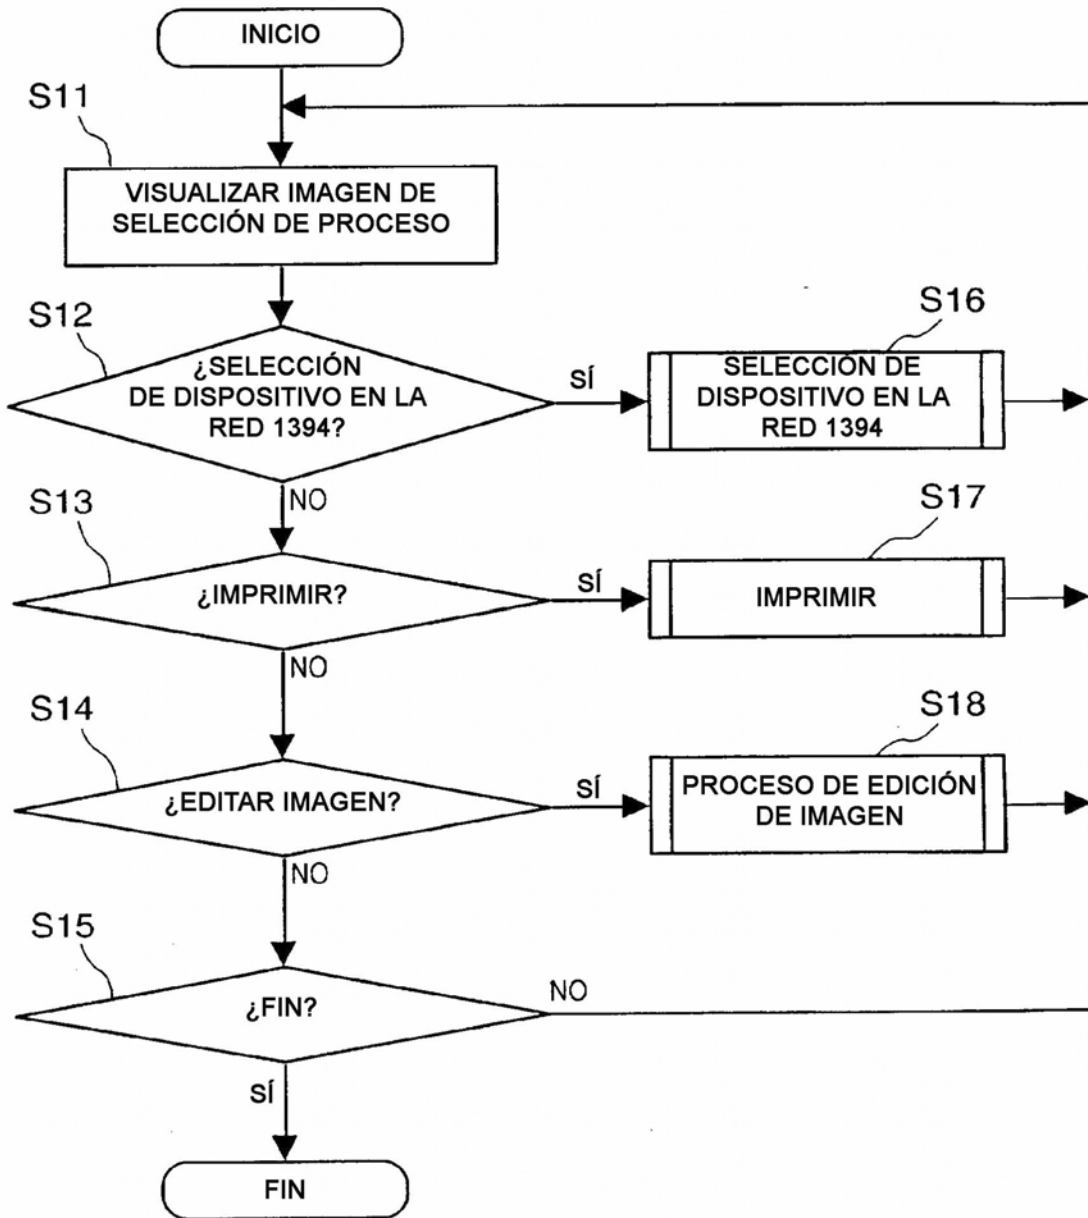 INICIO
S11
VISUALIZAR IMAGEN DE
SELECCIÓN DE PROCESO
S12
¿SELECCIÓN
DE DISPOSITIVO EN LA
RED 1394?
SÍ
S16
SELECCIÓN DE
DISPOSITIVO EN LA
RED 1394
NO
S13
¿IMPRIMIR?
SÍ
S17
IMPRIMIR
NO
S14
¿EDITAR IMAGEN?
SÍ
S18
PROCESO DE EDICIÓN
DE IMAGEN
NO
S15
¿FIN?
NO
SÍ
FIN